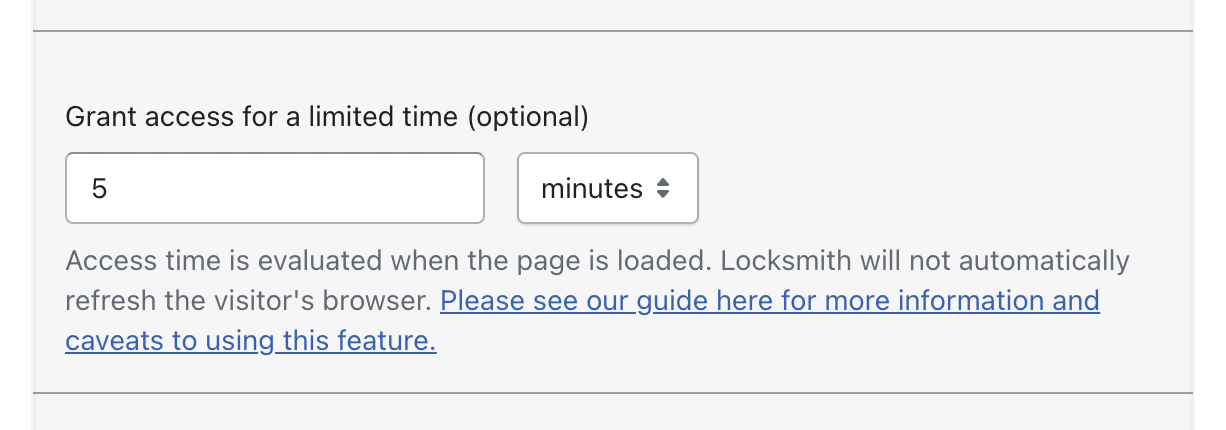 Grant access for a limited time (optional)
5
minutes
Access time is evaluated when the page is loaded. Locksmith will not automatically
refresh the visitor's browser. Please see our guide here for more information and
caveats to using this feature.